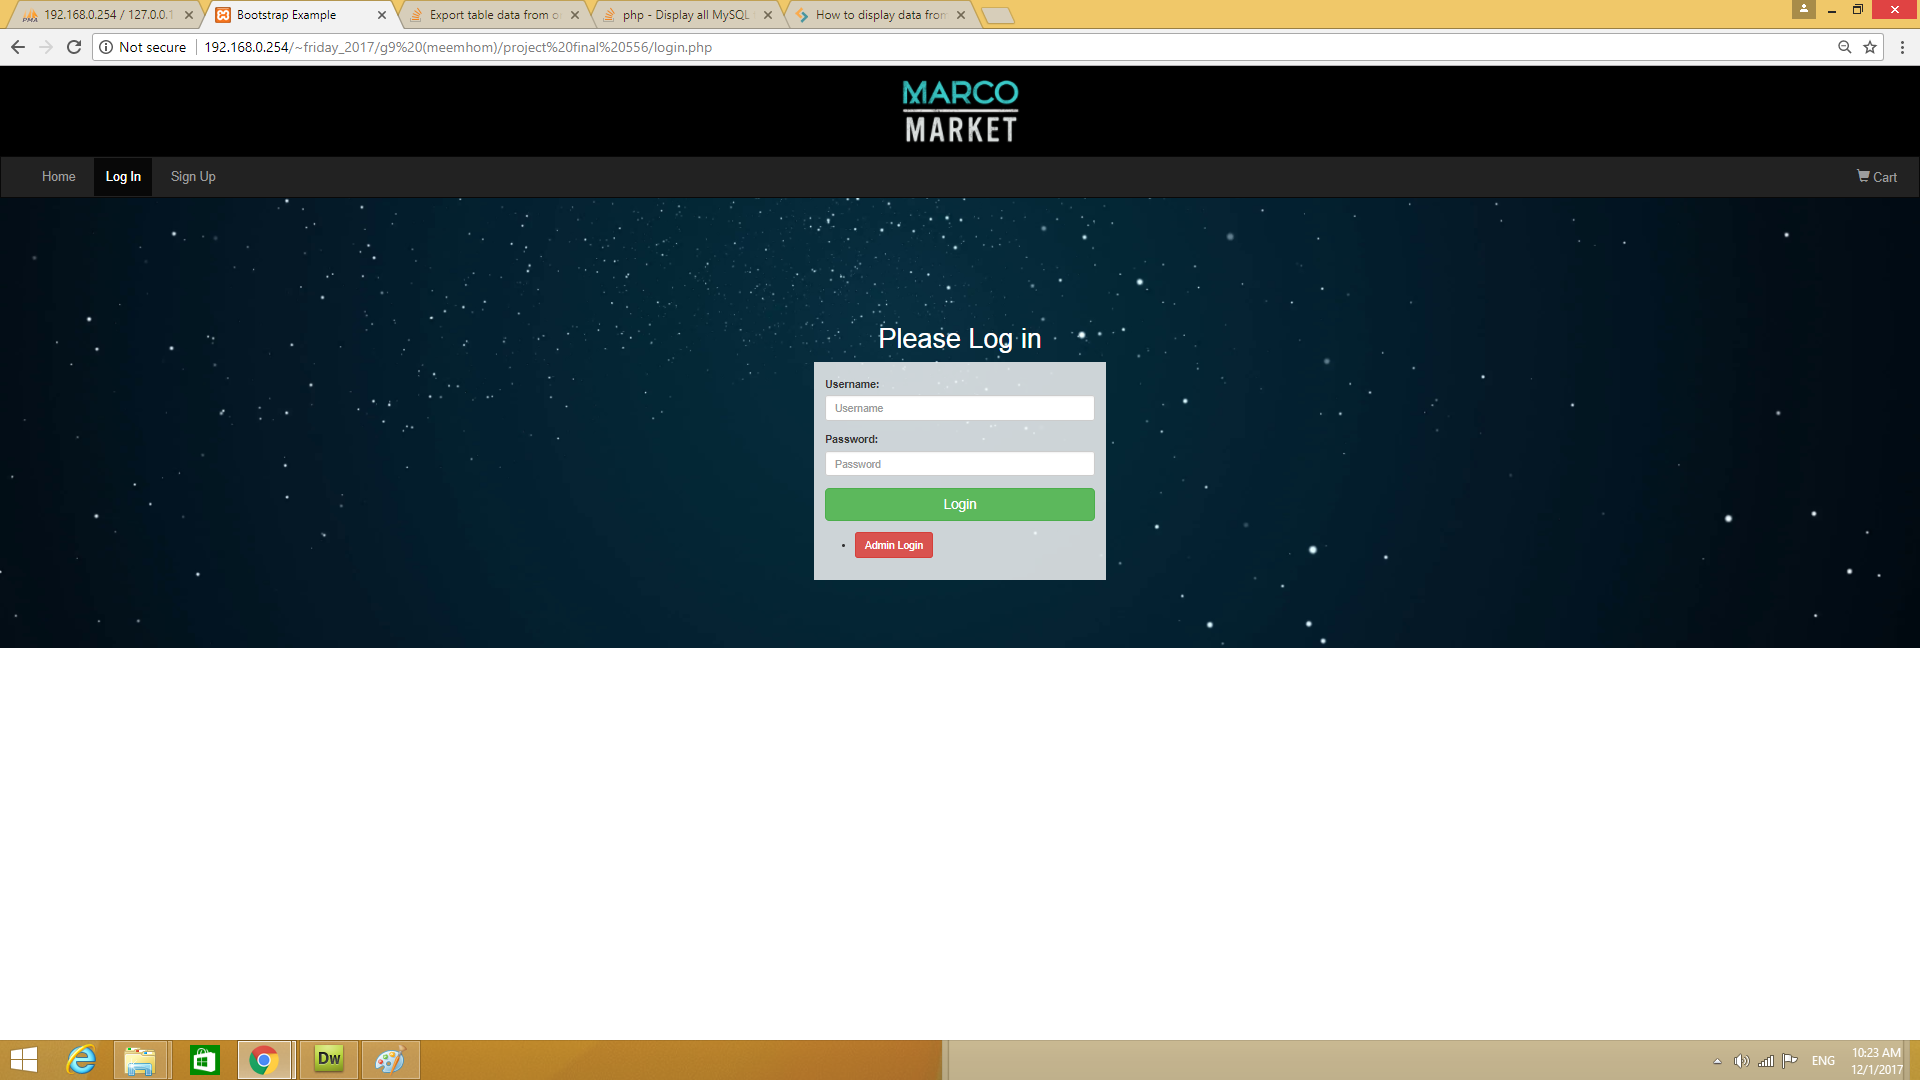 192.168.0.254 / 127.0.0.1
Bootstrap Example
Export table data from o
php - Display all MySQL
How to display data from
Not secure
192.168.0.254/~friday_2017/g9%20(meemhom)/project%20final%20556/login.php
MARCO
MARKET
Home
Log In
Sign Up
Cart
Please Log in
Username:
Username
Password:
Password
Login
Admin Login
Dw
ENG
10:23 AM
12/1/2017